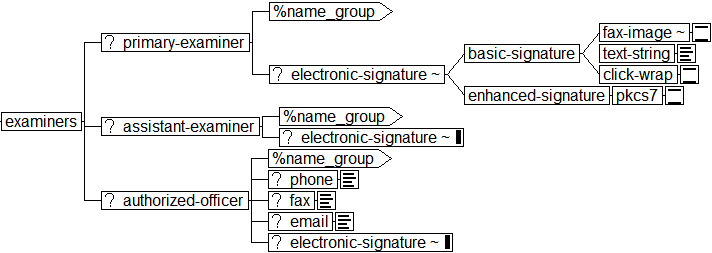 %name_group
fax-image ~
? primary-examiner
basic-signature
text-string
? electronic-signature ~
click-wrap
enhanced-signature
pkcs7
examiners
%name_group
? assistant-examiner
? electronic-signature ~
%name_group
? phone
? authorized-officer
? fax
? email
? electronic-signature ~